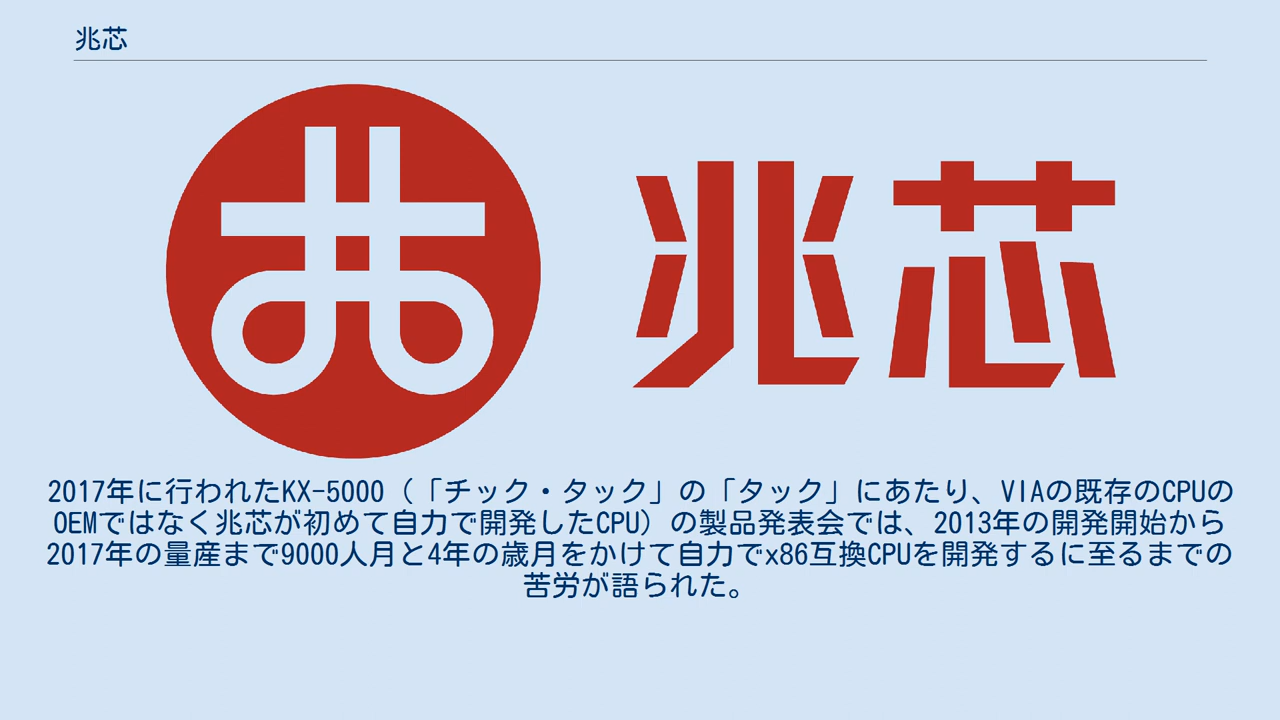 兆芯
兆芯
2017年に行われたKX-5000（「チック・タック」の「タック」にあたり、VIAの既存のCPUの
OEMではなく兆芯が初めて自力で開発したCPU）の製品発表会では、2013年の開発開始から
2017年の量産まで9000人月と4年の歳月をかけて自力でx86互換CPUを開発するに至るまでの
苦労が語られた。